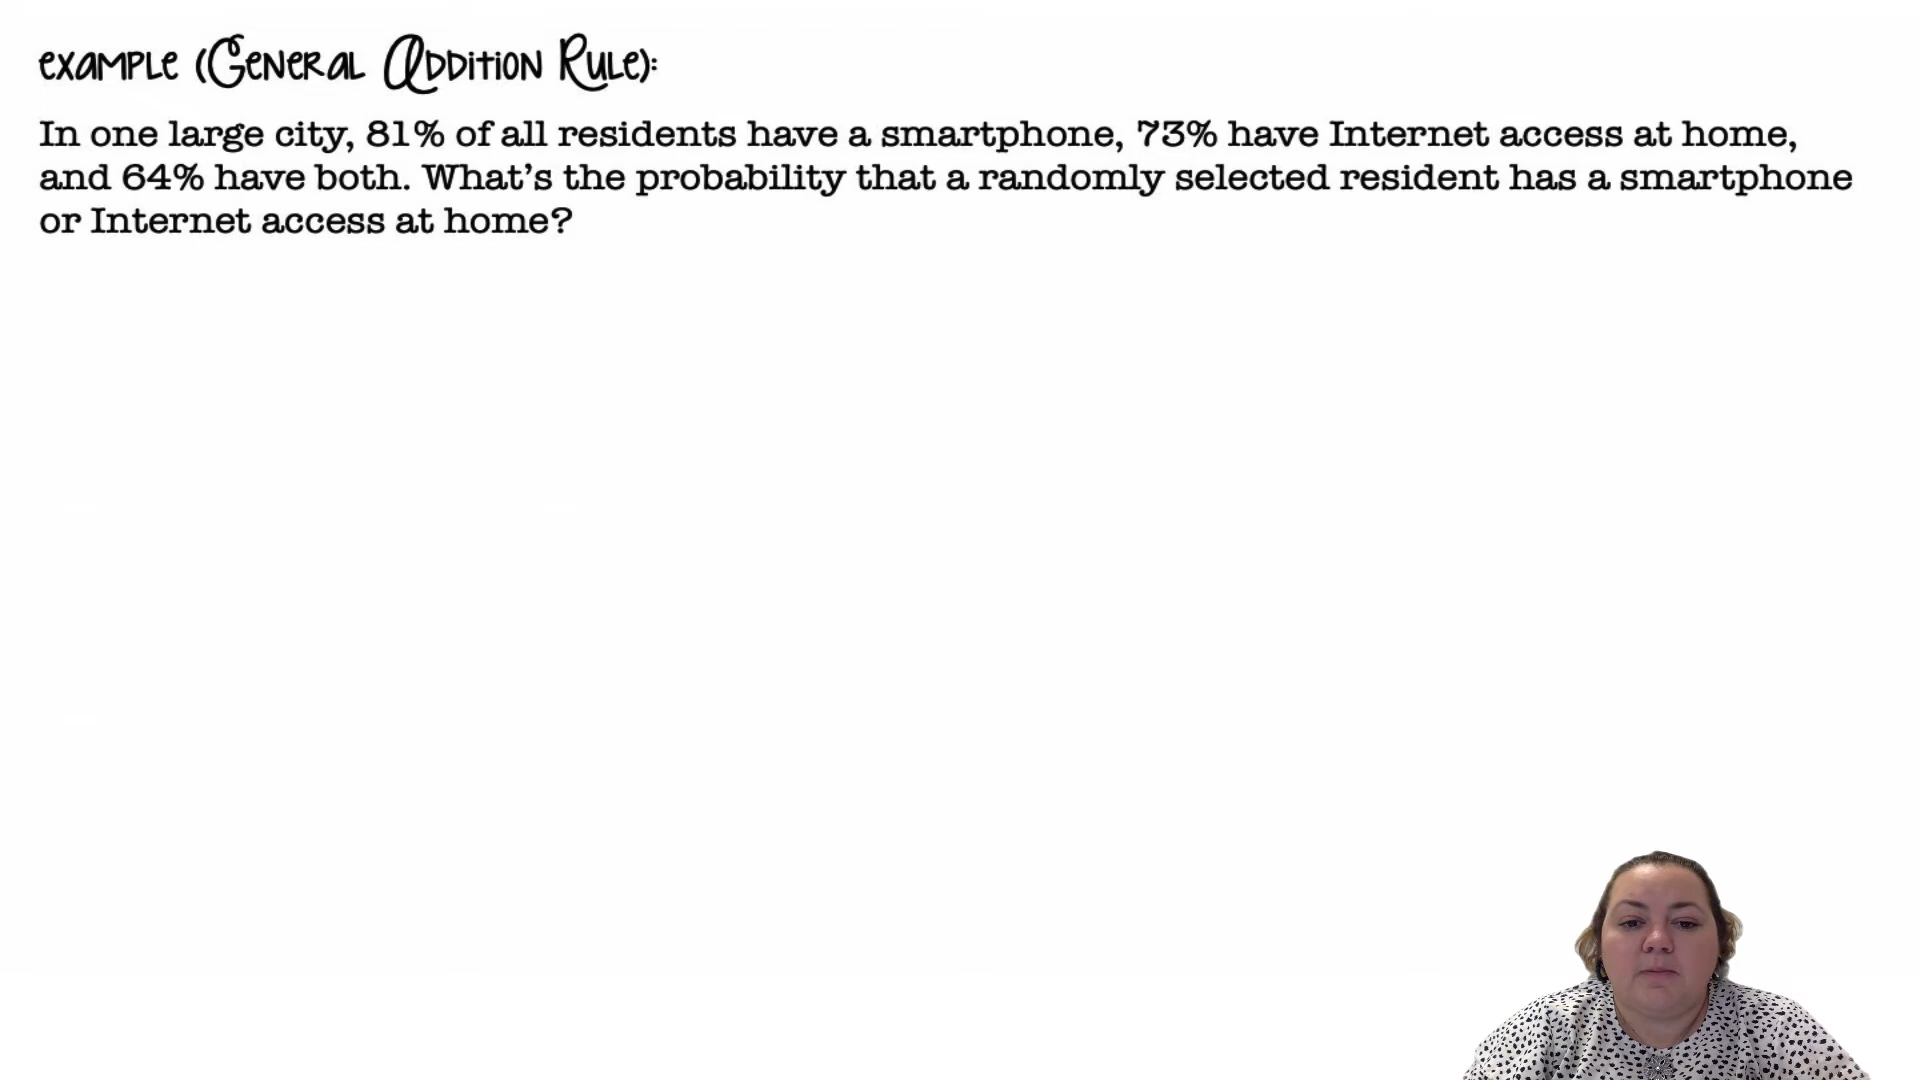 example (General Addition Rule):
In one large city, 81% of all residents have a smartphone, 73% have Internet access at home,
and 64% have both. What's the probability that a randomly selected resident has a smartphone
or Internet access at home?